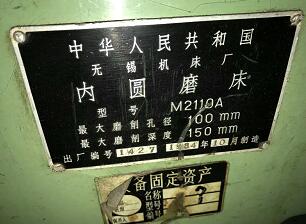 中华人民共和国
无锡机床厂
内圆磨床
型号 M2110A
最大磨削孔径 100 mm
最大磨削深度 150 mm
出厂编号 1427 1984年10月制造
备固定资产
名称
型